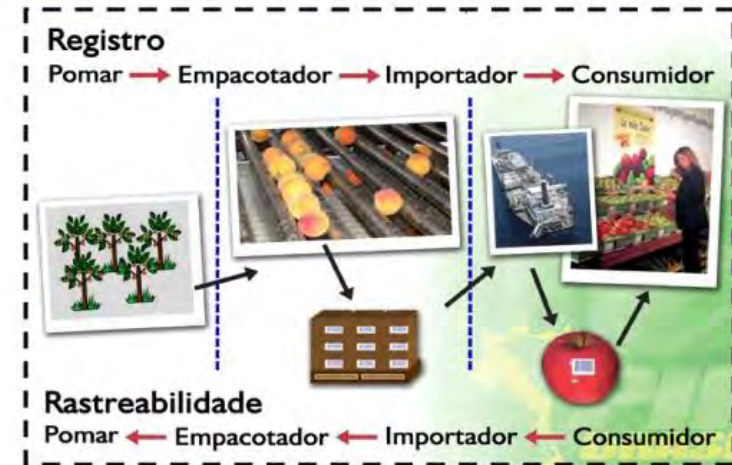 Registro
Pomar → Empacotador → Importador → Consumidor
Rastreabilidade
Pomar ← Empacotador ← Importador ← Consumidor